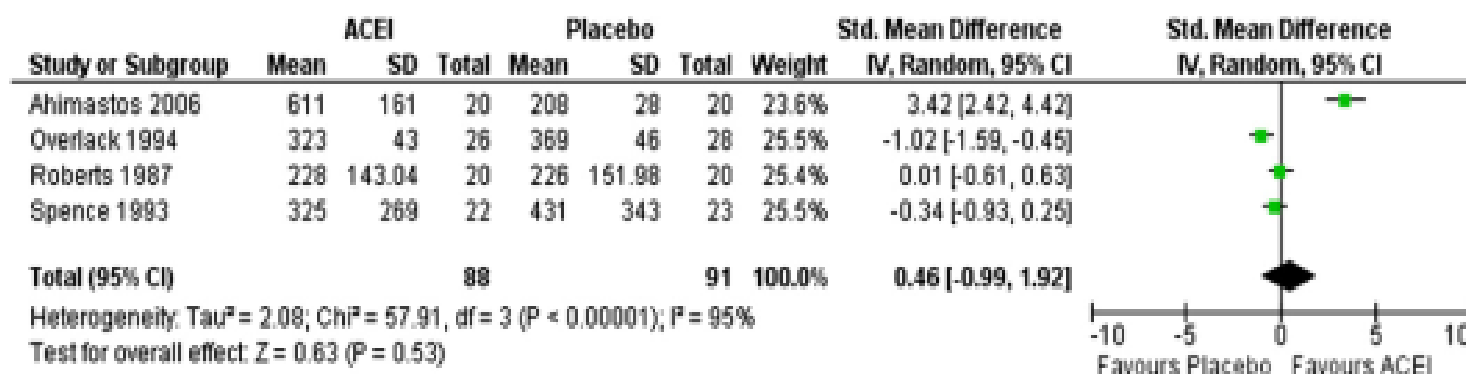 ACEI Placebo Std. Mean Difference Std. Mean Difference
Study or Subgroup Mean SD Total Mean SD Total Weight IV, Random, 95% CI IV, Random, 95% CI
Ahimastos 2006 611 161 20 208 28 20 23.6% 3.42 [2.42, 4.42]
Overlack 1994 323 43 26 369 46 28 25.5% -1.02 [-1.59, -0.45]
Roberts 1987 228 143.04 20 226 151.98 20 25.4% 0.01 [-0.61, 0.63]
Spence 1993 325 269 22 431 343 23 25.5% -0.34 [-0.93, 0.25]
Total (95% CI) 88 91 100.0% 0.46 [-0.99, 1.92]
Heterogeneity: Tau² = 2.08; Chi² = 57.91, df = 3 (P < 0.00001); I² = 95%
Test for overall effect: Z = 0.63 (P = 0.53)
-10 -5 0 5 10
Favours Placebo Favours ACEI